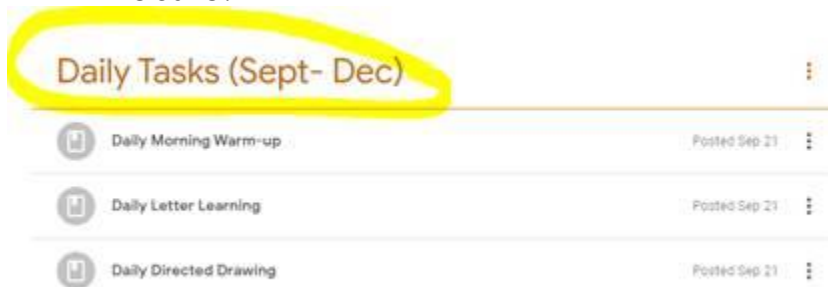 Daily Tasks (Sept- Dec)
Daily Morning Warm-up Posted Sep 21
Daily Letter Learning Posted Sep 21
Daily Directed Drawing Posted Sep 21